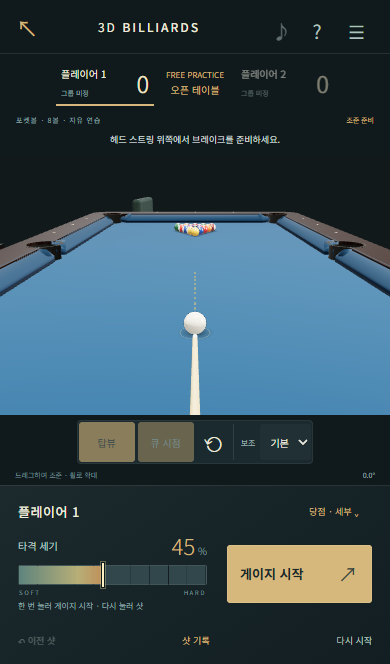 3D BILLIARDS
?
플레이어 1
그룹 미정
0
FREE PRACTICE
오픈 테이블
플레이어 2
그룹 미정
0
포켓볼 · 8볼 · 자유 연습
조준 준비
헤드 스트링 위쪽에서 브레이크를 준비하세요.
탑뷰
큐 시점
보조
기본
드래그하여 조준 · 휠로 확대
0.0°
플레이어 1
당점 · 세부
타격 세기
45 %
SOFT
HARD
한 번 눌러 게이지 시작 · 다시 눌러 샷
게이지 시작
이전 샷
샷 기록
다시 시작